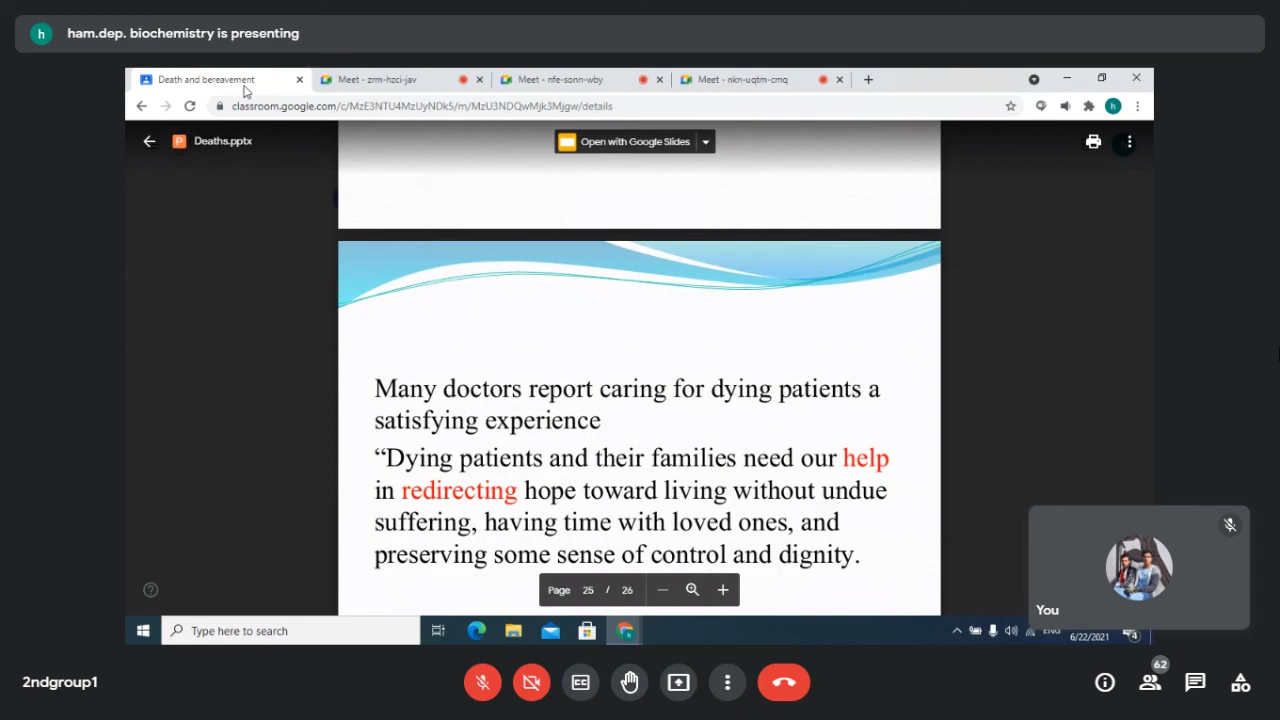 h ham.dep. biochemistry is presenting
Death and bereavement
Meet - zrm-hzci-jav
Meet - nfe-sonn-wby
Meet - nkn-uqtm-cmq
classroom.google.com/c/MzE3NTU4MzUyNDk5/m/MzU3NDQwMjk3Mjgw/details
h
P Deaths.pptx
Open with Google Slides
Many doctors report caring for dying patients a
satisfying experience
“Dying patients and their families need our help
in redirecting hope toward living without undue
suffering, having time with loved ones, and
preserving some sense of control and dignity.
Page 25 / 26
You
Type here to search
ENG
6/22/2021
4
2ndgroup1
CC
62